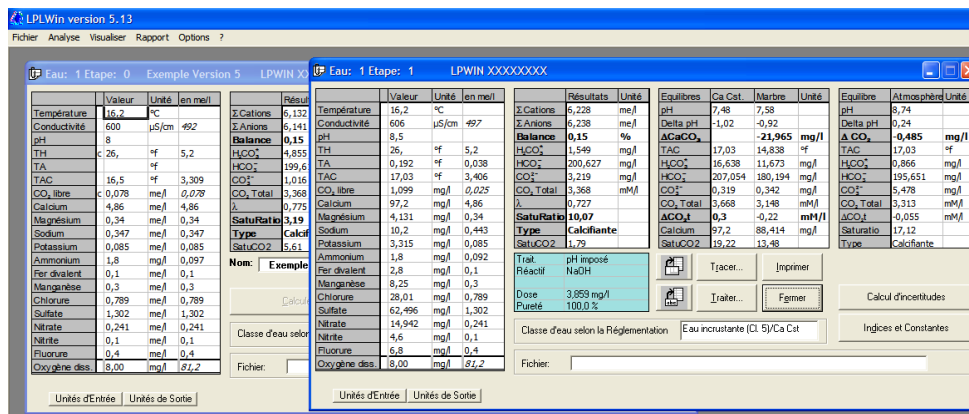 LPLWin version 5.13
Fichier Analyse Visualiser Rapport Options ?
Eau: 1 Etape: 0 Exemple Version 5 LPWIN XX
Valeur Unité en me/l
Température 16,2 °C
Conductivité 600 µS/cm 492
pH 8
TH c 26, °f 5,2
TA °f
TAC 16,5 °f 3,309
CO₂ libre c 0,078 me/l 0,078
Calcium 4,86 me/l 4,86
Magnésium 0,34 me/l 0,34
Sodium 0,347 me/l 0,347
Potassium 0,085 me/l 0,085
Ammonium 1,8 mg/l 0,097
Fer divalent 0,1 me/l 0,1
Manganèse 0,3 me/l 0,3
Chlorure 0,789 me/l 0,789
Sulfate 1,302 me/l 1,302
Nitrate 0,241 me/l 0,241
Nitrite 0,1 me/l 0,1
Fluorure 0,4 me/l 0,4
Oxygène diss. 8,00 mg/l 81,2
Unités d'Entrée Unités de Sortie
Résul
Σ Cations 6,132
Σ Anions 6,141
Balance 0,15
H₂CO₃* 4,855
HCO₃⁻ 199,
CO₃²⁻ 1,016
CO₂ Total 3,368
λ 0,775
SatuRatio 3,19
Type Calcif
SatuCO2 5,61
Nom: Exemple
Calcule
Classe d'eau selon
Fichier:
Eau: 1 Etape: 1 LPWIN XXXXXXXX
Valeur Unité en me/l
Température 16,2 °C
Conductivité 606 µS/cm 497
pH 8,5
TH 26, °f 5,2
TA 0,192 °f 0,038
TAC 17,03 °f 3,406
CO₂ libre 1,099 mg/l 0,025
Calcium 97,2 mg/l 4,86
Magnésium 4,131 mg/l 0,34
Sodium 10,2 mg/l 0,443
Potassium 3,315 mg/l 0,085
Ammonium 1,8 mg/l 0,092
Fer divalent 2,8 mg/l 0,1
Manganèse 8,25 mg/l 0,3
Chlorure 28,01 mg/l 0,789
Sulfate 62,496 mg/l 1,302
Nitrate 14,942 mg/l 0,241
Nitrite 4,6 mg/l 0,1
Fluorure 6,8 mg/l 0,4
Oxygène diss. 8,00 mg/l 81,2
Unités d'Entrée Unités de Sortie
Résultats Unité
Σ Cations 6,228 me/l
Σ Anions 6,238 me/l
Balance 0,15 %
H₂CO₃* 1,549 mg/l
HCO₃⁻ 200,627 mg/l
CO₃²⁻ 3,219 mg/l
CO₂ Total 3,368 mM/l
λ 0,727
SatuRatio 10,07
Type Calcifiante
SatuCO2 1,79
Equilibres Ca Cst. Marbre Unité
pH 7,48 7,58
Delta pH -1,02 -0,92
ΔCaCO₃ -21,965 mg/l
TAC 17,03 14,838 °f
H₂CO₃* 16,638 11,673 mg/l
HCO₃⁻ 207,054 180,194 mg/l
CO₃²⁻ 0,319 0,342 mg/l
CO₂ Total 3,668 3,148 mM/l
ΔCO₂t 0,3 -0,22 mM/l
Calcium 97,2 88,414 mg/l
SatuCO2 19,22 13,48
Equilibre Atmosphère Unité
pH 8,74
Delta pH 0,24
Δ CO₂ -0,485 mg/l
TAC 17,03 °f
H₂CO₃* 0,866 mg/l
HCO₃⁻ 195,651 mg/l
CO₃²⁻ 5,478 mg/l
CO₂ Total 3,313 mM/l
ΔCO₂t -0,055 mM/l
Saturatio 17,12
Type Calcifiante
Trait. pH imposé
Réactif NaOH
Dose 3,859 mg/l
Pureté 100,0 %
Tracer... Imprimer
Traiter... Fermer
Calcul d'incertitudes
Indices et Constantes
Classe d'eau selon la Réglementation Eau incrustante (Cl. 5)/Ca Cst
Fichier: